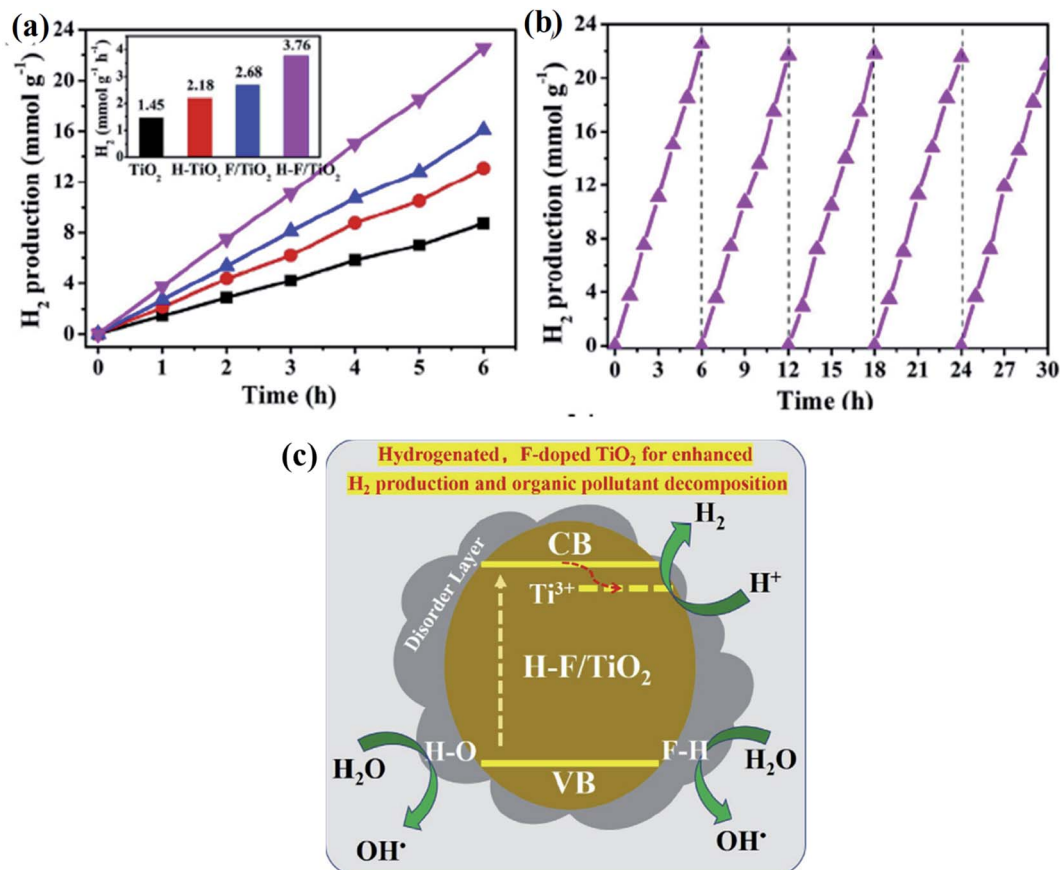 (a)
H₂ production (mmol g⁻¹)
24
20
16
12
8
4
0
0 1 2 3 4 5 6
Time (h)
H₂ (mmol g⁻¹ h⁻¹)
4
3
2
1
0
1.45 2.18 2.68 3.76
TiO₂ H-TiO₂ F/TiO₂ H-F/TiO₂
(b)
H₂ production (mmol g⁻¹)
24
20
16
12
8
4
0
0 3 6 9 12 15 18 21 24 27 30
Time (h)
(c)
Hydrogenated, F-doped TiO₂ for enhanced
H₂ production and organic pollutant decomposition
Disorder Layer
CB
H₂
Ti³⁺
H⁺
H-F/TiO₂
H₂O
H-O
F-H
H₂O
VB
OH•
OH•